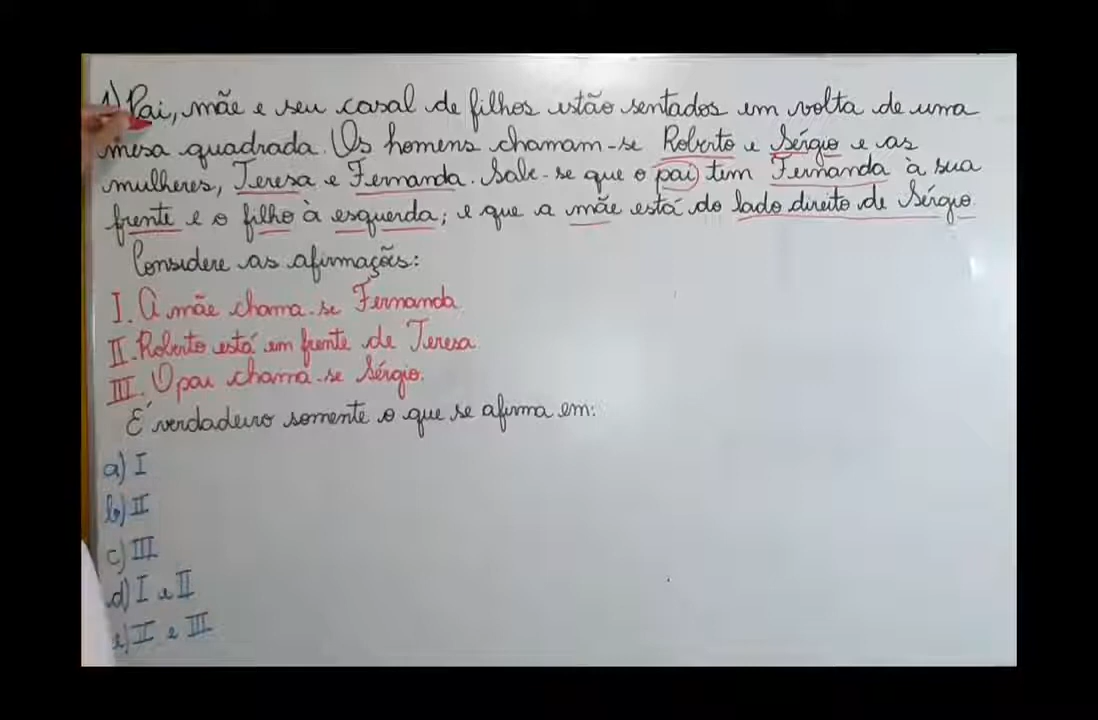 1) Pai, mãe e seu casal de filhos estão sentados em volta de uma
mesa quadrada. Os homens chamam-se Roberto e Sérgio e as
mulheres, Teresa e Fernanda. Sabe-se que o pai tem Fernanda à sua
frente e o filho à esquerda; e que a mãe está do lado direito de Sérgio.
Considere as afirmações:
I. A mãe chama-se Fernanda
II. Roberto está em frente de Teresa.
III. O pai chama-se Sérgio.
É verdadeiro somente o que se afirma em:
a) I
b) II
c) III
d) I e II
e) II e III